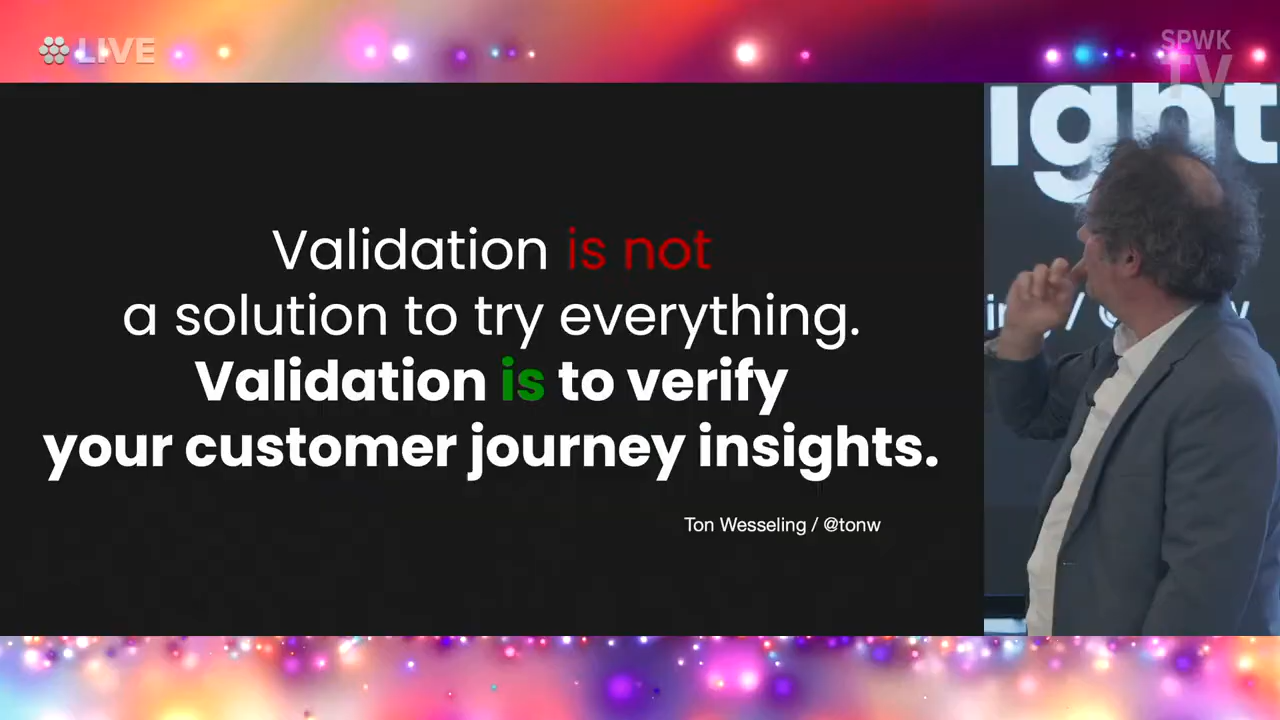 LIVE
SPWK
TV
Validation is not
a solution to try everything.
Validation is to verify
your customer journey insights.
Ton Wesseling / @tonw
ight